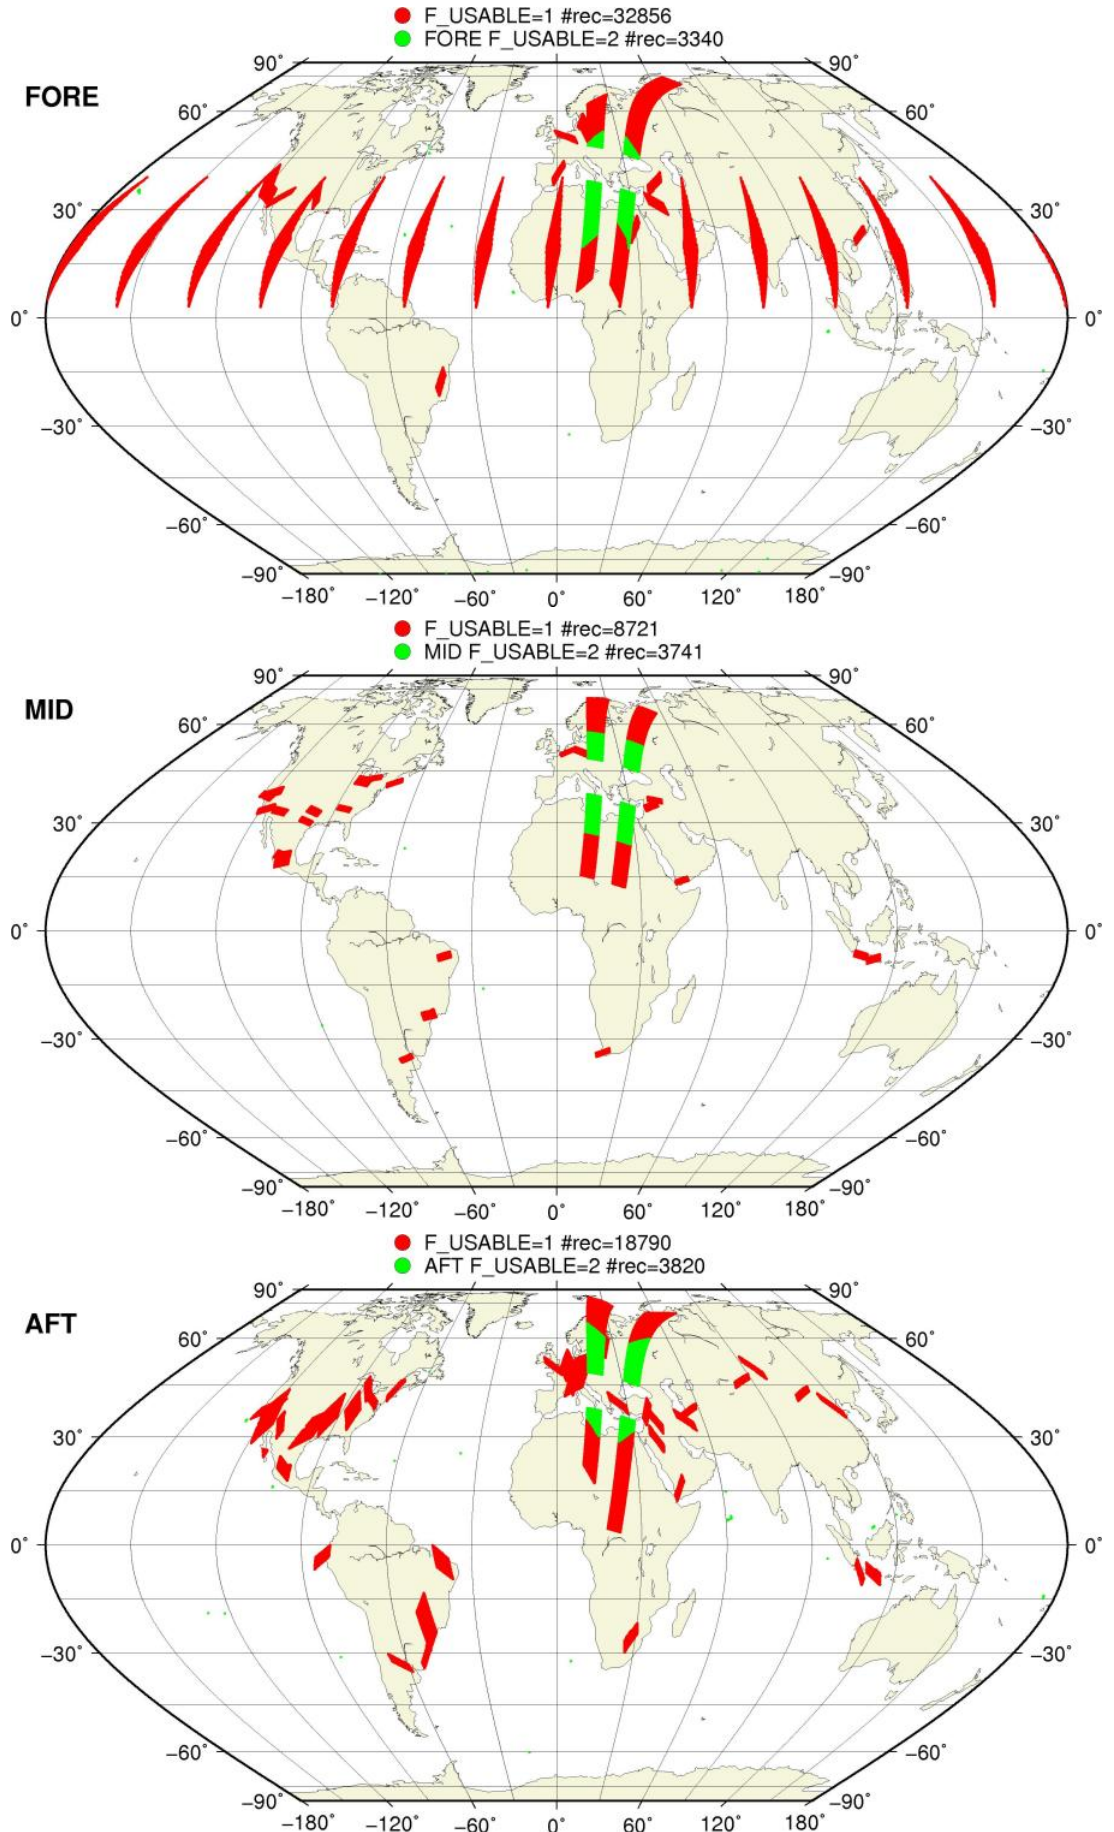 F_USABLE=1 #rec=32856
FORE F_USABLE=2 #rec=3340
FORE
90˚ 90˚
60˚ 60˚
30˚ 30˚
0˚ 0˚
−30˚ −30˚
−60˚ −60˚
−90˚ −90˚
−180˚ −120˚ −60˚ 0˚ 60˚ 120˚ 180˚
F_USABLE=1 #rec=8721
MID F_USABLE=2 #rec=3741
MID
90˚ 90˚
60˚ 60˚
30˚ 30˚
0˚ 0˚
−30˚ −30˚
−60˚ −60˚
−90˚ −90˚
−180˚ −120˚ −60˚ 0˚ 60˚ 120˚ 180˚
F_USABLE=1 #rec=18790
AFT F_USABLE=2 #rec=3820
AFT
90˚ 90˚
60˚ 60˚
30˚ 30˚
0˚ 0˚
−30˚ −30˚
−60˚ −60˚
−90˚ −90˚
−180˚ −120˚ −60˚ 0˚ 60˚ 120˚ 180˚